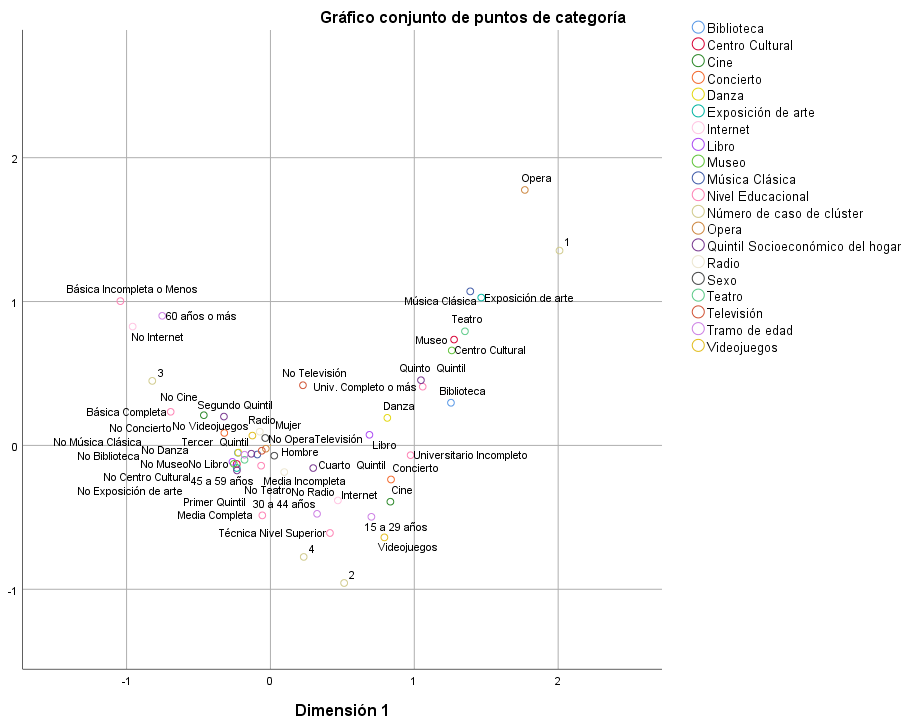 Gráfico conjunto de puntos de categoría
Biblioteca
Centro Cultural
Cine
Concierto
Danza
Exposición de arte
Internet
Libro
Museo
Música Clásica
Nivel Educacional
Número de caso de clúster
Opera
Quintil Socioeconómico del hogar
Radio
Sexo
Teatro
Televisión
Tramo de edad
Videojuegos
2
1
0
-1
Opera
1
Básica Incompleta o Menos
60 años o más
No Internet
Música Clásica
Exposición de arte
Teatro
Museo
Centro Cultural
3
No Televisión
Quinto Quintil
Univ. Completo o más
Biblioteca
No Cine
Segundo Quintil
Danza
Básica Completa
No Concierto
No Videojuegos
Radio
Mujer
No Música Clásica
Tercer Quintil
No Opera
Televisión
Libro
No Biblioteca
No Danza
Hombre
Universitario Incompleto
No Museo
No Libro
Cuarto Quintil
Concierto
No Centro Cultural
45 a 59 años
Media Incompleta
No Exposición de arte
No Teatro
No Radio
Internet
Cine
Primer Quintil
30 a 44 años
Media Completa
15 a 29 años
Técnica Nivel Superior
Videojuegos
4
2
-1
0
1
2
Dimensión 1